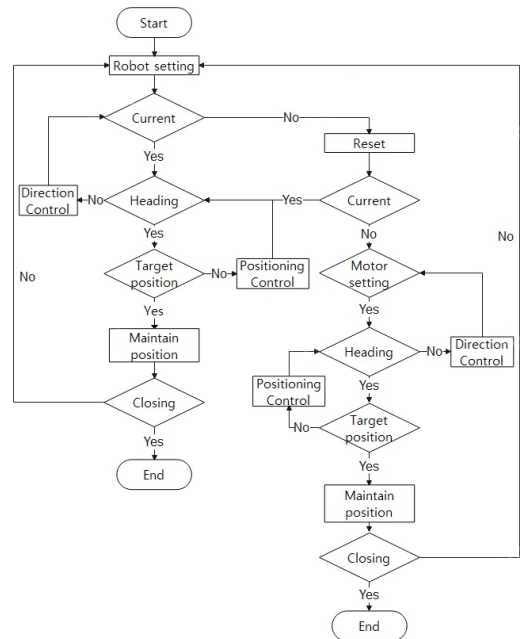 Start
Robot setting
Current
No
Reset
Yes
Direction
Control
No
Heading
Yes
Current
Yes
No
No
Target
position
No
Positioning
Control
Motor
setting
No
Yes
Yes
Maintain
position
Heading
No
Direction
Control
Positioning
Control
Yes
Closing
No
Target
position
Yes
Yes
End
Maintain
position
Closing
Yes
End